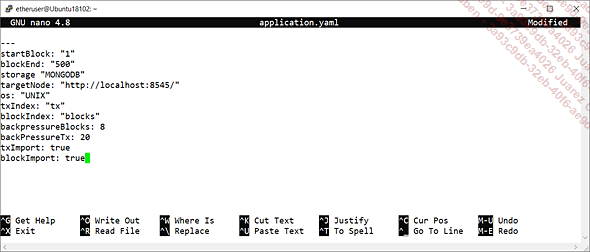 etheruser@Ubuntu18102: ~
GNU nano 4.8 application.yaml Modified
---
startBlock: "1"
blockEnd: "500"
storage "MONGODB"
targetNode: "http://localhost:8545/"
os: "UNIX"
txIndex: "tx"
blockIndex: "blocks"
backpressureBlocks: 8
backPressureTx: 20
txImport: true
blockImport: true
^G Get Help ^O Write Out ^W Where Is ^K Cut Text ^J Justify ^C Cur Pos M-U Undo
^X Exit ^R Read File ^\ Replace ^U Paste Text ^T To Spell ^_ Go To Line M-E Redo